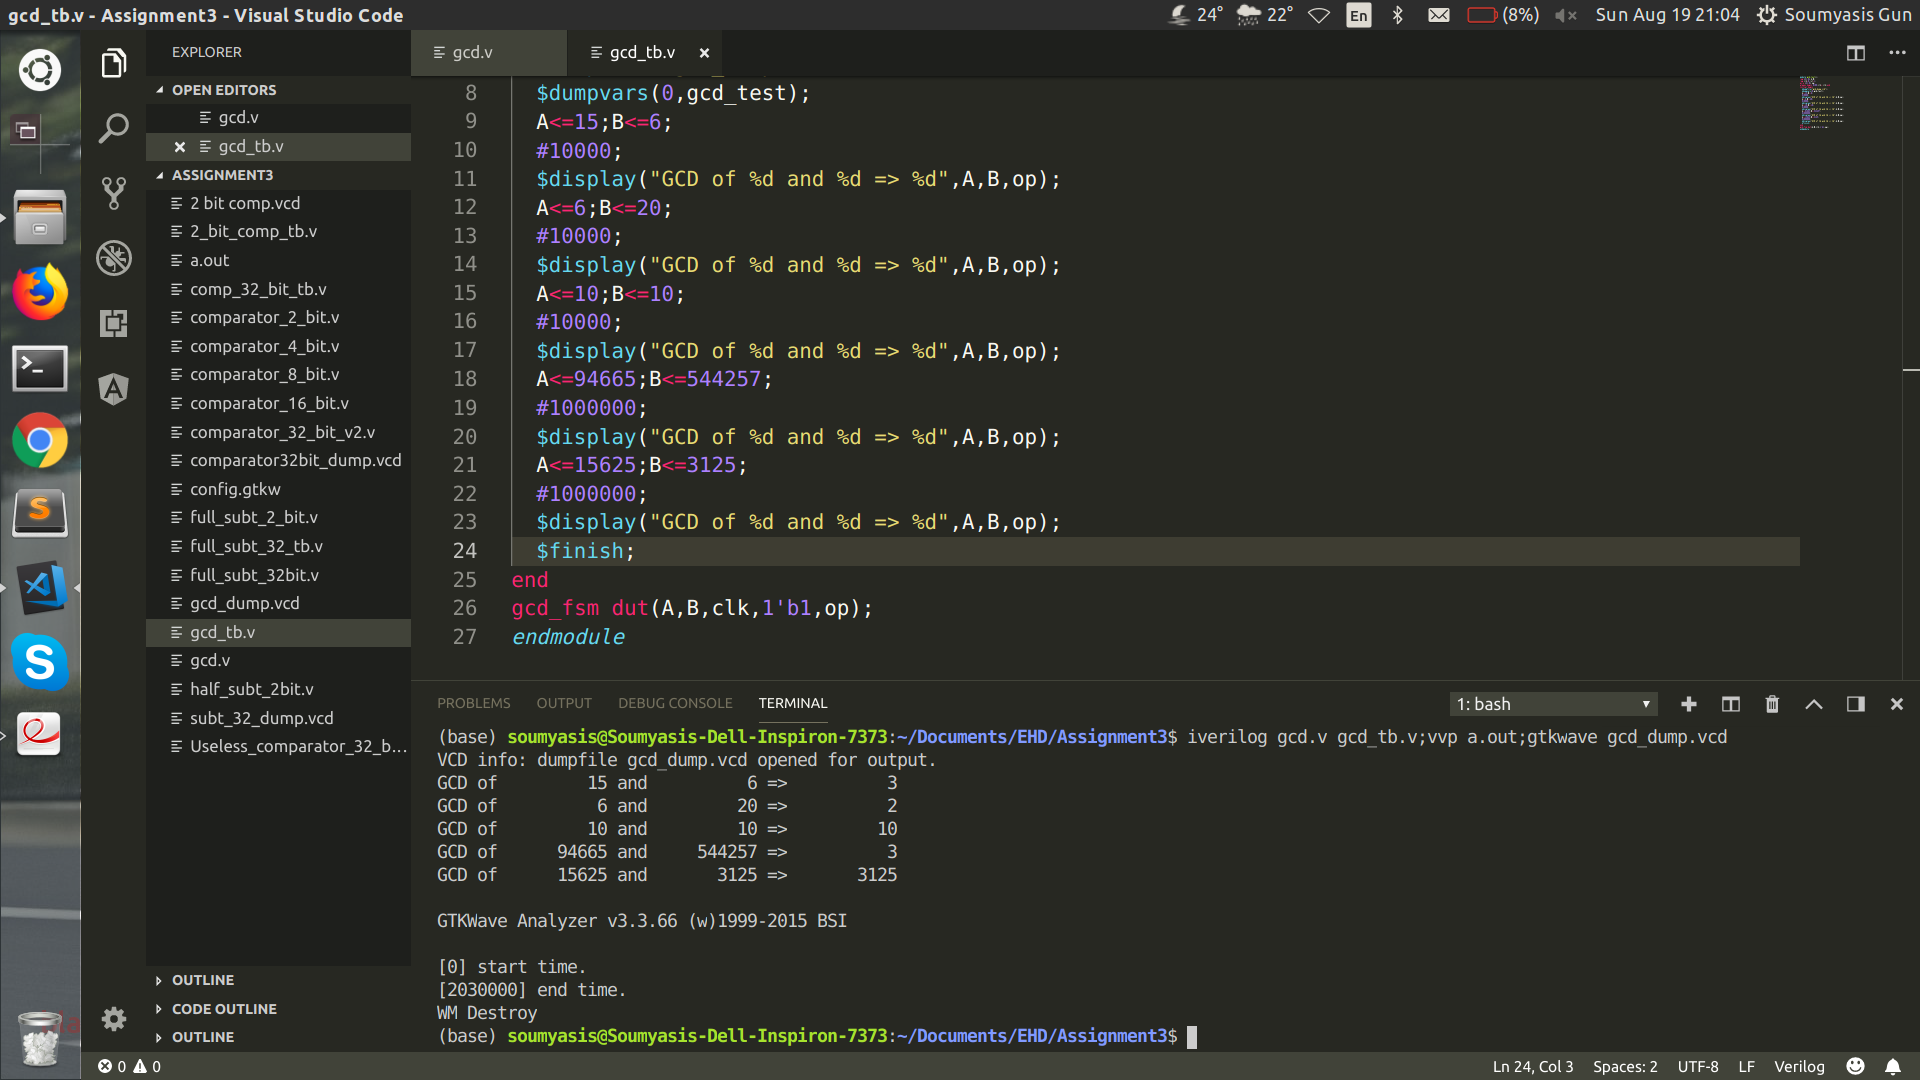 gcd_tb.v - Assignment3 - Visual Studio Code
24° 22° En (8%) Sun Aug 19 21:04 Soumyasis Gun
EXPLORER
OPEN EDITORS
gcd.v
gcd_tb.v
ASSIGNMENT3
2 bit comp.vcd
2_bit_comp_tb.v
a.out
comp_32_bit_tb.v
comparator_2_bit.v
comparator_4_bit.v
comparator_8_bit.v
comparator_16_bit.v
comparator_32_bit_v2.v
comparator32bit_dump.vcd
config.gtkw
full_subt_2_bit.v
full_subt_32_tb.v
full_subt_32bit.v
gcd_dump.vcd
gcd_tb.v
gcd.v
half_subt_2bit.v
subt_32_dump.vcd
Useless_comparator_32_b...
OUTLINE
CODE OUTLINE
OUTLINE
gcd.v gcd_tb.v
8 $dumpvars(0,gcd_test);
9 A<=15;B<=6;
10 #10000;
11 $display("GCD of %d and %d => %d",A,B,op);
12 A<=6;B<=20;
13 #10000;
14 $display("GCD of %d and %d => %d",A,B,op);
15 A<=10;B<=10;
16 #10000;
17 $display("GCD of %d and %d => %d",A,B,op);
18 A<=94665;B<=544257;
19 #1000000;
20 $display("GCD of %d and %d => %d",A,B,op);
21 A<=15625;B<=3125;
22 #1000000;
23 $display("GCD of %d and %d => %d",A,B,op);
24 $finish;
25 end
26 gcd_fsm dut(A,B,clk,1'b1,op);
27 endmodule
PROBLEMS OUTPUT DEBUG CONSOLE TERMINAL 1: bash
(base) soumyasis@Soumyasis-Dell-Inspiron-7373:~/Documents/EHD/Assignment3$ iverilog gcd.v gcd_tb.v;vvp a.out;gtkwave gcd_dump.vcd
VCD info: dumpfile gcd_dump.vcd opened for output.
GCD of 15 and 6 => 3
GCD of 6 and 20 => 2
GCD of 10 and 10 => 10
GCD of 94665 and 544257 => 3
GCD of 15625 and 3125 => 3125
GTKWave Analyzer v3.3.66 (w)1999-2015 BSI
[0] start time.
[2030000] end time.
WM Destroy
(base) soumyasis@Soumyasis-Dell-Inspiron-7373:~/Documents/EHD/Assignment3$
0 0 Ln 24, Col 3 Spaces: 2 UTF-8 LF Verilog